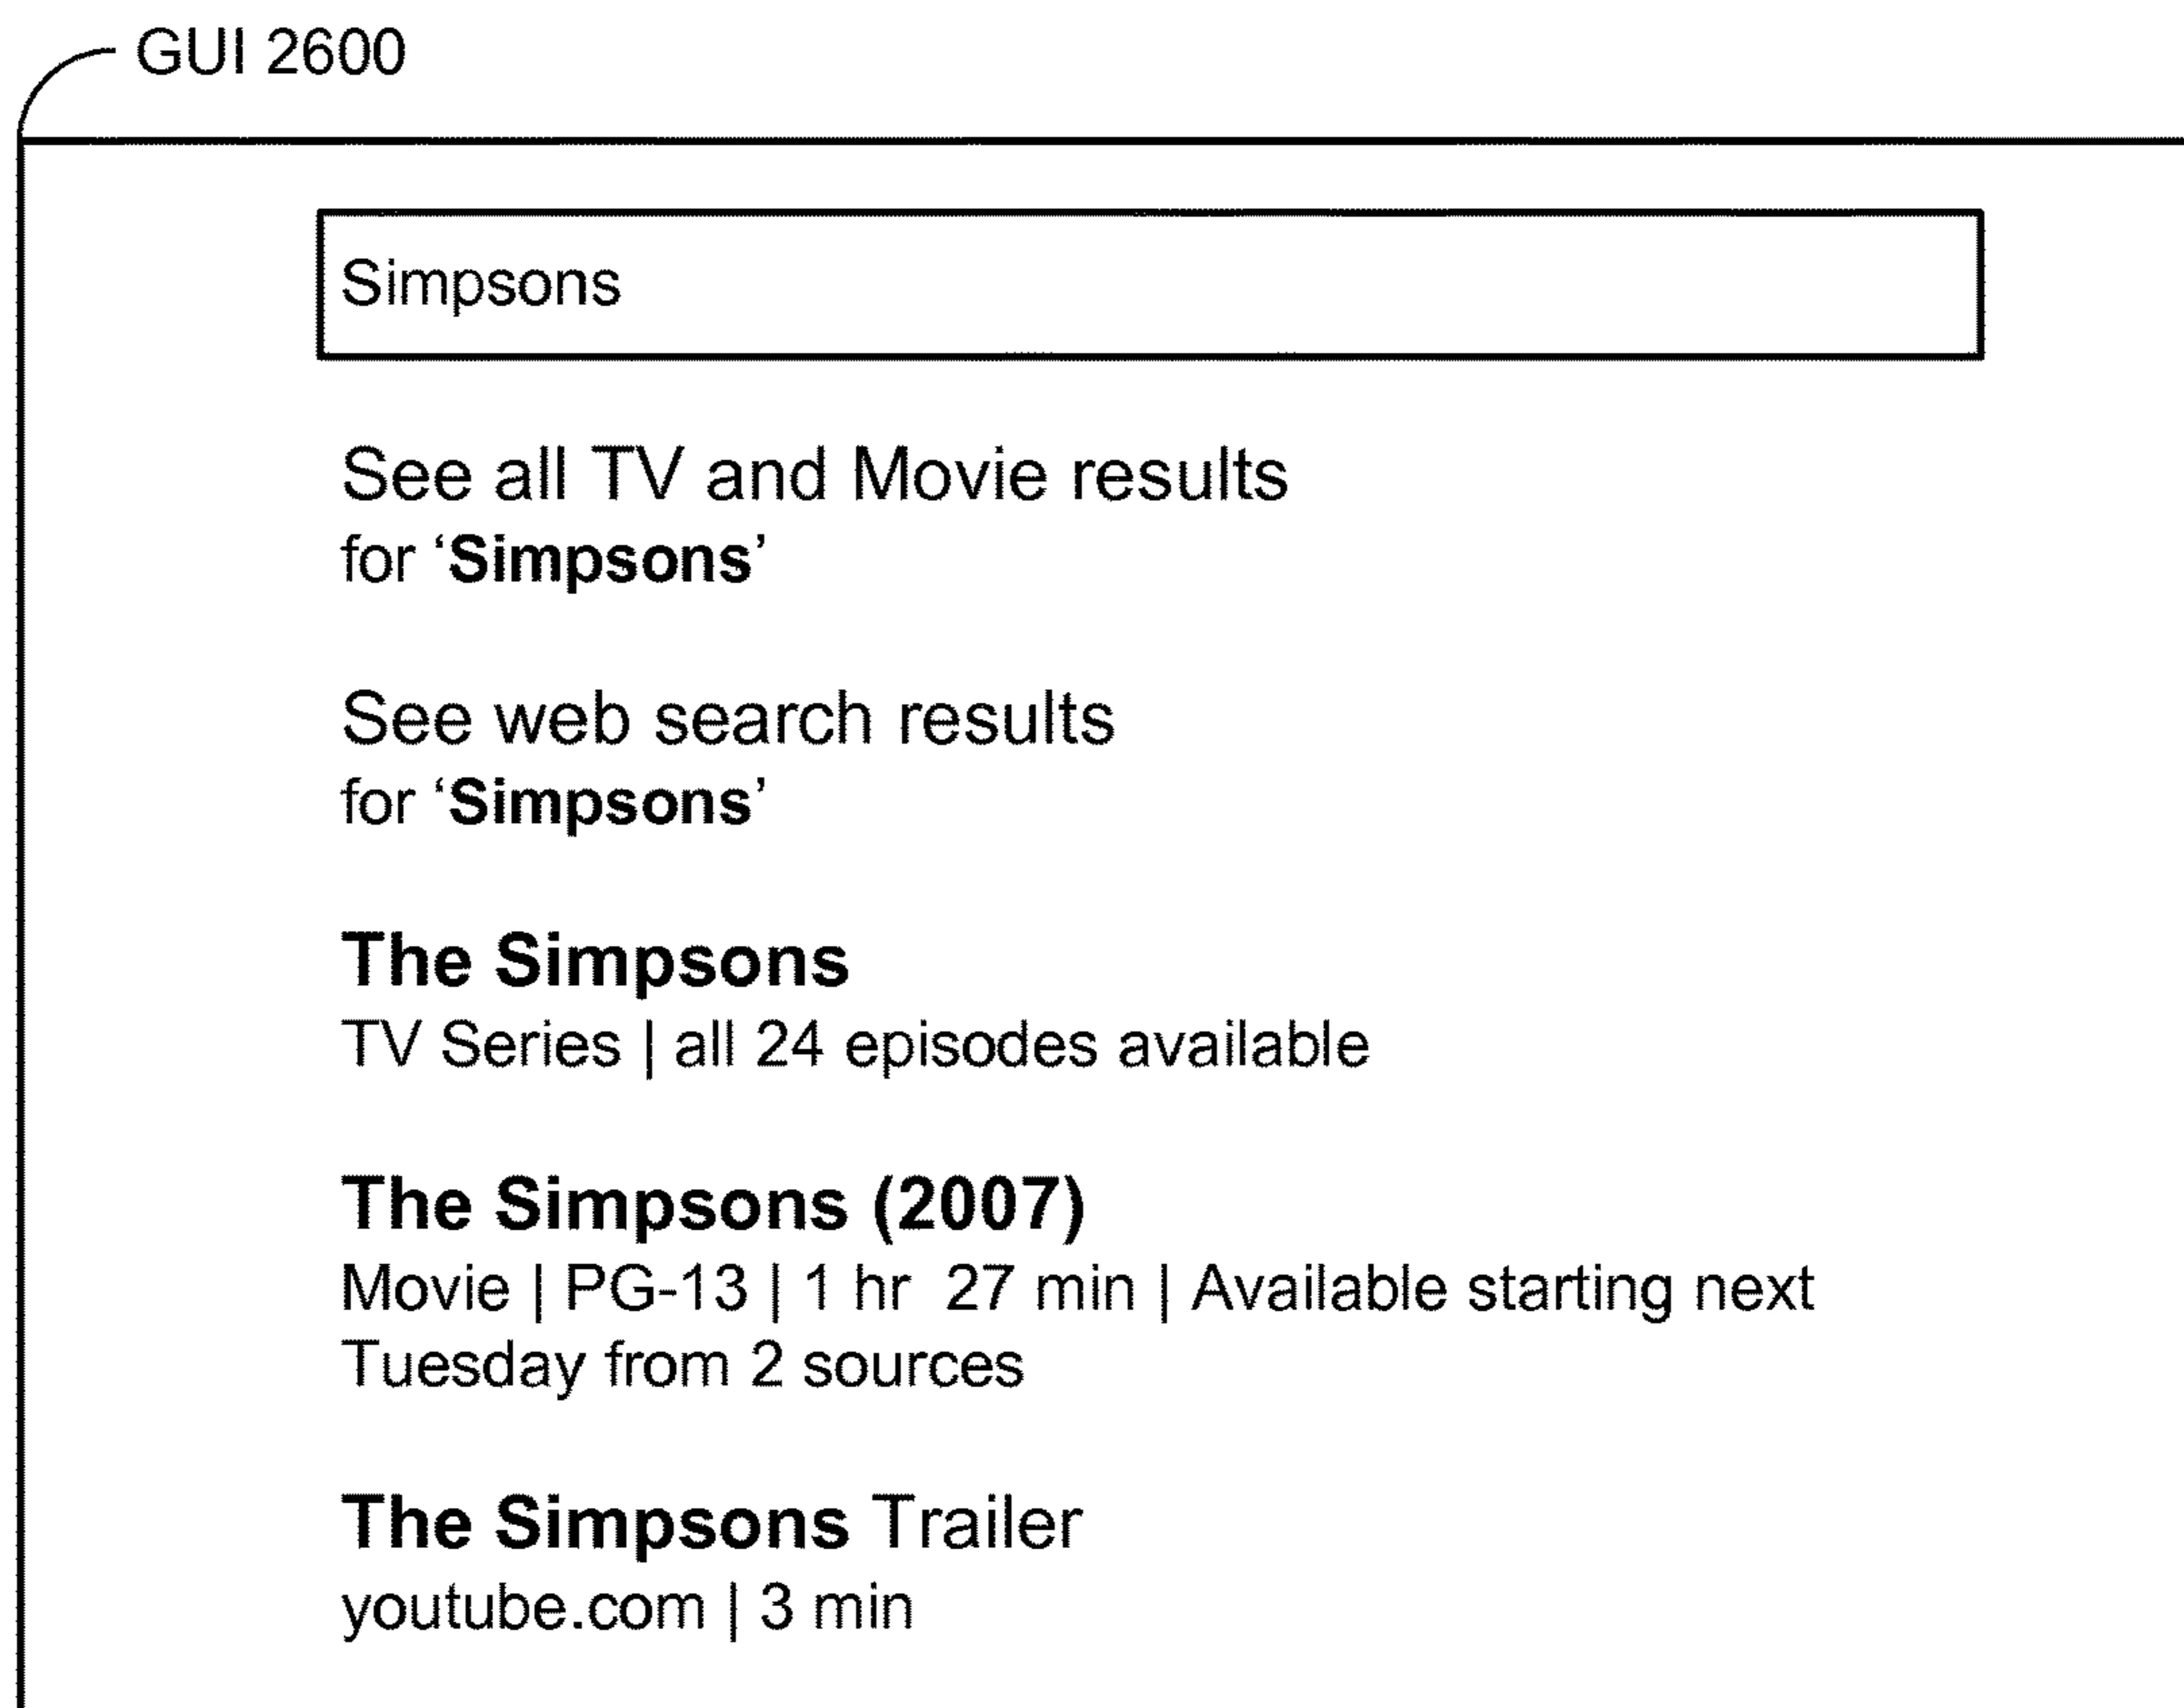 GUI 2600
Simpsons
See all TV and Movie results
for ‘Simpsons’
See web search results
for ‘Simpsons’
The Simpsons
TV Series | all 24 episodes available
The Simpsons (2007)
Movie | PG-13 | 1 hr 27 min | Available starting next
Tuesday from 2 sources
The Simpsons Trailer
youtube.com | 3 min